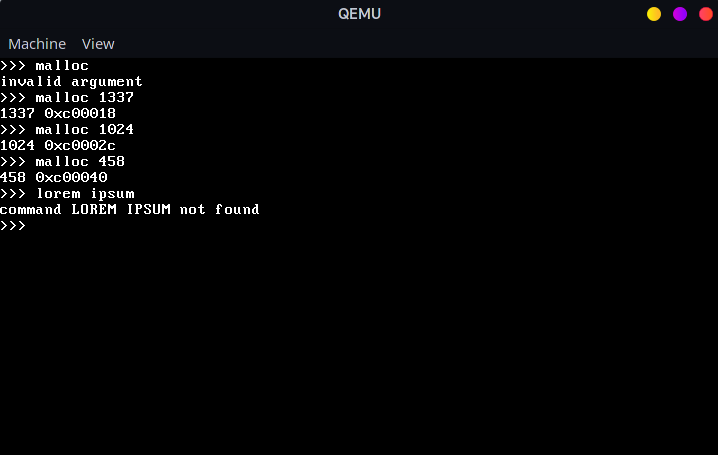 QEMU
Machine View
>>> malloc
invalid argument
>>> malloc 1337
1337 0xc00018
>>> malloc 1024
1024 0xc0002c
>>> malloc 458
458 0xc00040
>>> lorem ipsum
command LOREM IPSUM not found
>>>